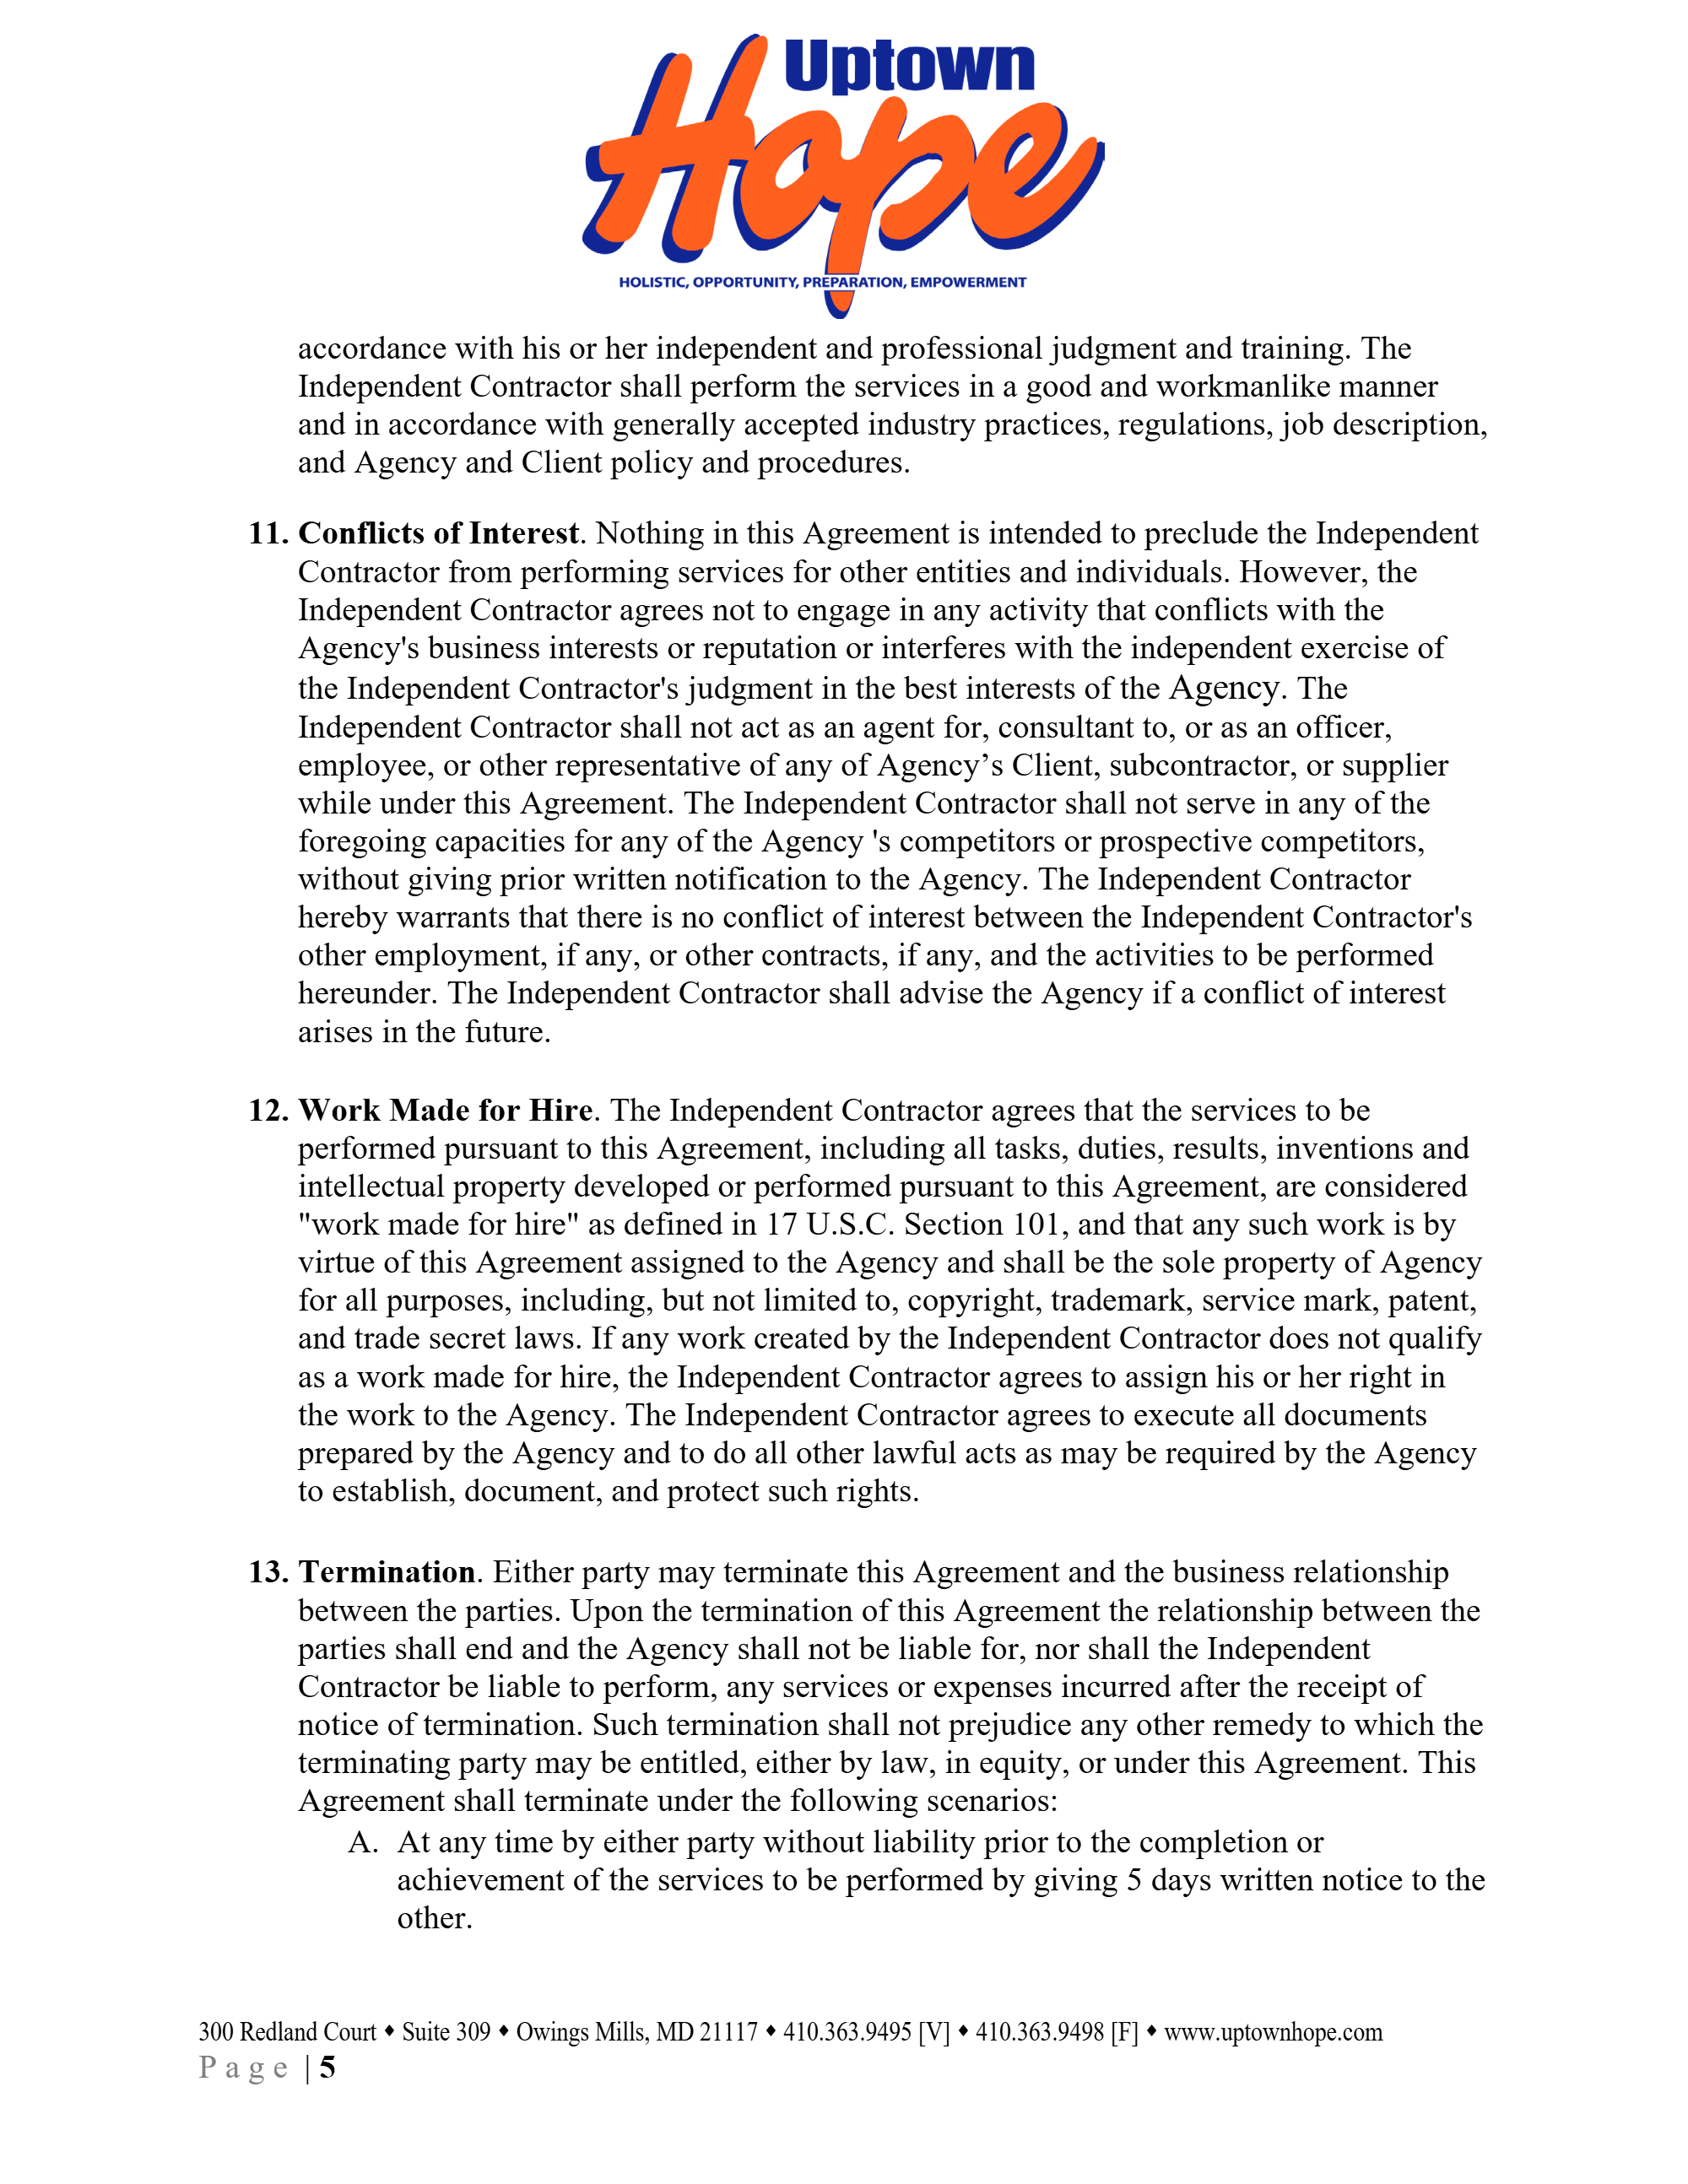 Uptown
Hope
HOLISTIC, OPPORTUNITY, PREPARATION, EMPOWERMENT
accordance with his or her independent and professional judgment and training. The
Independent Contractor shall perform the services in a good and workmanlike manner
and in accordance with generally accepted industry practices, regulations, job description,
and Agency and Client policy and procedures.
11. Conflicts of Interest. Nothing in this Agreement is intended to preclude the Independent
Contractor from performing services for other entities and individuals. However, the
Independent Contractor agrees not to engage in any activity that conflicts with the
Agency's business interests or reputation or interferes with the independent exercise of
the Independent Contractor's judgment in the best interests of the Agency. The
Independent Contractor shall not act as an agent for, consultant to, or as an officer,
employee, or other representative of any of Agency’s Client, subcontractor, or supplier
while under this Agreement. The Independent Contractor shall not serve in any of the
foregoing capacities for any of the Agency 's competitors or prospective competitors,
without giving prior written notification to the Agency. The Independent Contractor
hereby warrants that there is no conflict of interest between the Independent Contractor's
other employment, if any, or other contracts, if any, and the activities to be performed
hereunder. The Independent Contractor shall advise the Agency if a conflict of interest
arises in the future.
12. Work Made for Hire. The Independent Contractor agrees that the services to be
performed pursuant to this Agreement, including all tasks, duties, results, inventions and
intellectual property developed or performed pursuant to this Agreement, are considered
"work made for hire" as defined in 17 U.S.C. Section 101, and that any such work is by
virtue of this Agreement assigned to the Agency and shall be the sole property of Agency
for all purposes, including, but not limited to, copyright, trademark, service mark, patent,
and trade secret laws. If any work created by the Independent Contractor does not qualify
as a work made for hire, the Independent Contractor agrees to assign his or her right in
the work to the Agency. The Independent Contractor agrees to execute all documents
prepared by the Agency and to do all other lawful acts as may be required by the Agency
to establish, document, and protect such rights.
13. Termination. Either party may terminate this Agreement and the business relationship
between the parties. Upon the termination of this Agreement the relationship between the
parties shall end and the Agency shall not be liable for, nor shall the Independent
Contractor be liable to perform, any services or expenses incurred after the receipt of
notice of termination. Such termination shall not prejudice any other remedy to which the
terminating party may be entitled, either by law, in equity, or under this Agreement. This
Agreement shall terminate under the following scenarios:
A. At any time by either party without liability prior to the completion or
achievement of the services to be performed by giving 5 days written notice to the
other.
300 Redland Court ♦ Suite 309 ♦ Owings Mills, MD 21117 ♦ 410.363.9495 [V] ♦ 410.363.9498 [F] ♦ www.uptownhope.com
P a g e | 5